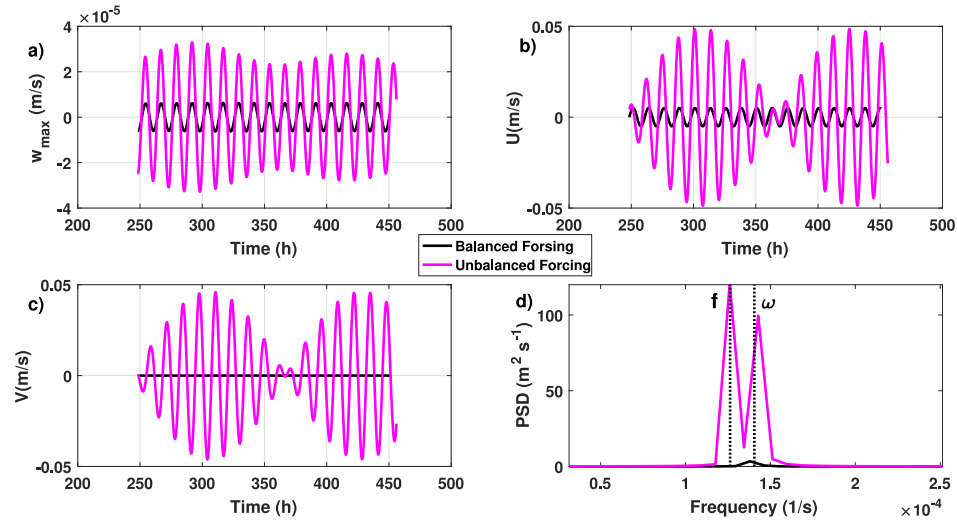 × 10⁻⁵
a)
w_max (m/s)
4
2
0
-2
-4
200 250 300 350 400 450 500
Time (h)
b)
U(m/s)
0.05
0
-0.05
200 250 300 350 400 450 500
Time (h)
Balanced Forsing
Unbalanced Forcing
c)
V(m/s)
0.05
0
-0.05
200 250 300 350 400 450 500
Time (h)
d)
f
ω
PSD (m² s⁻¹)
100
50
0
0.5 1 1.5 2 2.5
Frequency (1/s)
× 10⁻⁴